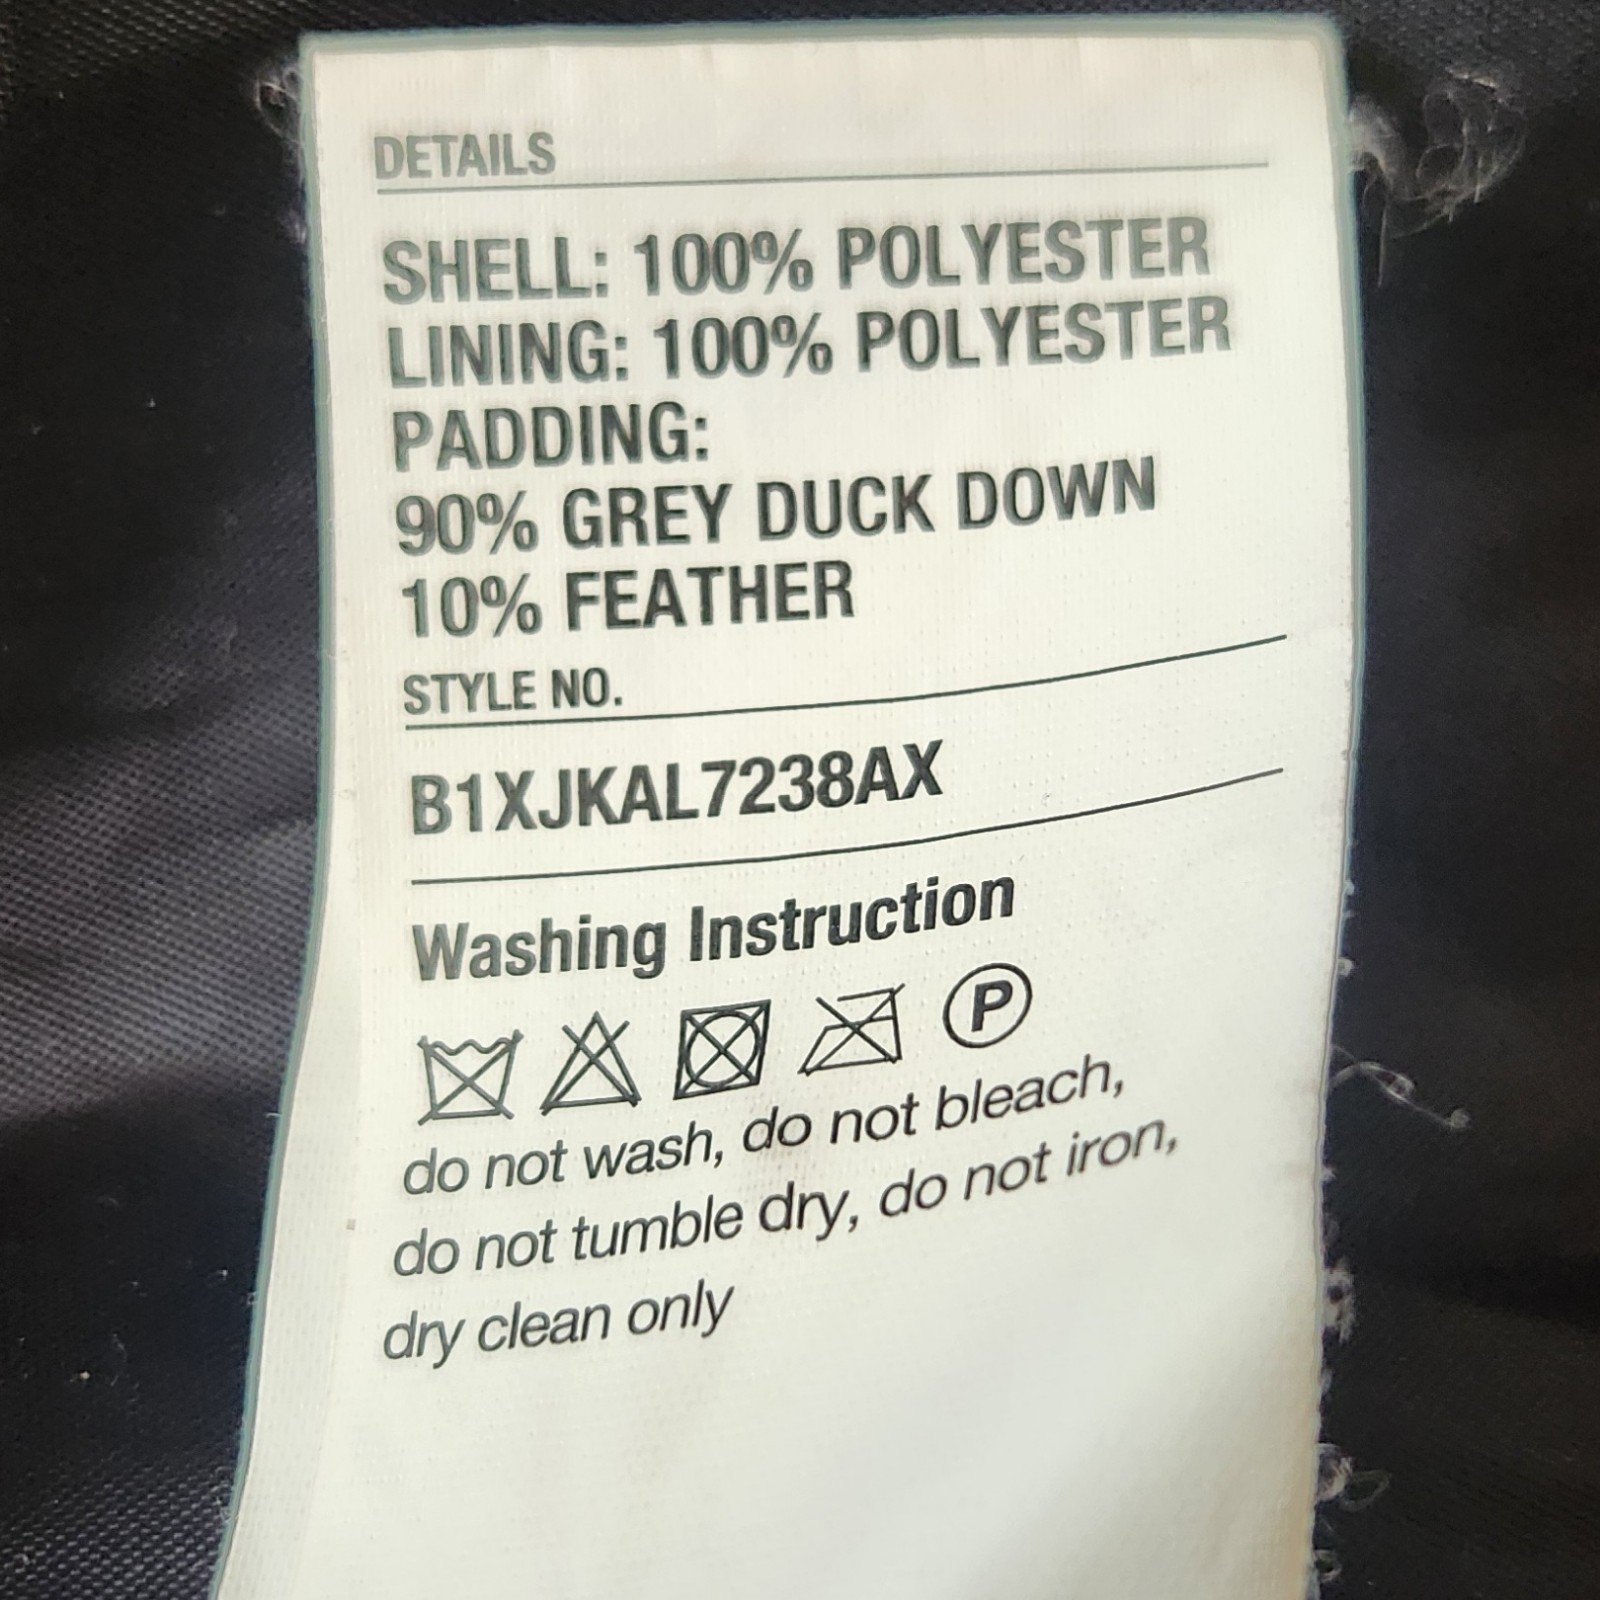 DETAILS
SHELL: 100% POLYESTER
LINING: 100% POLYESTER
PADDING:
90% GREY DUCK DOWN
10% FEATHER
STYLE NO.
B1XJKAL7238AX
Washing Instruction
P
do not wash, do not bleach,
do not tumble dry, do not iron,
dry clean only